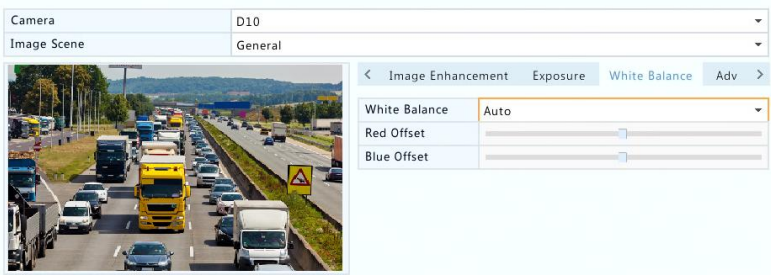 Camera D10
Image Scene General
< Image Enhancement Exposure White Balance Adv >
White Balance Auto
Red Offset
Blue Offset